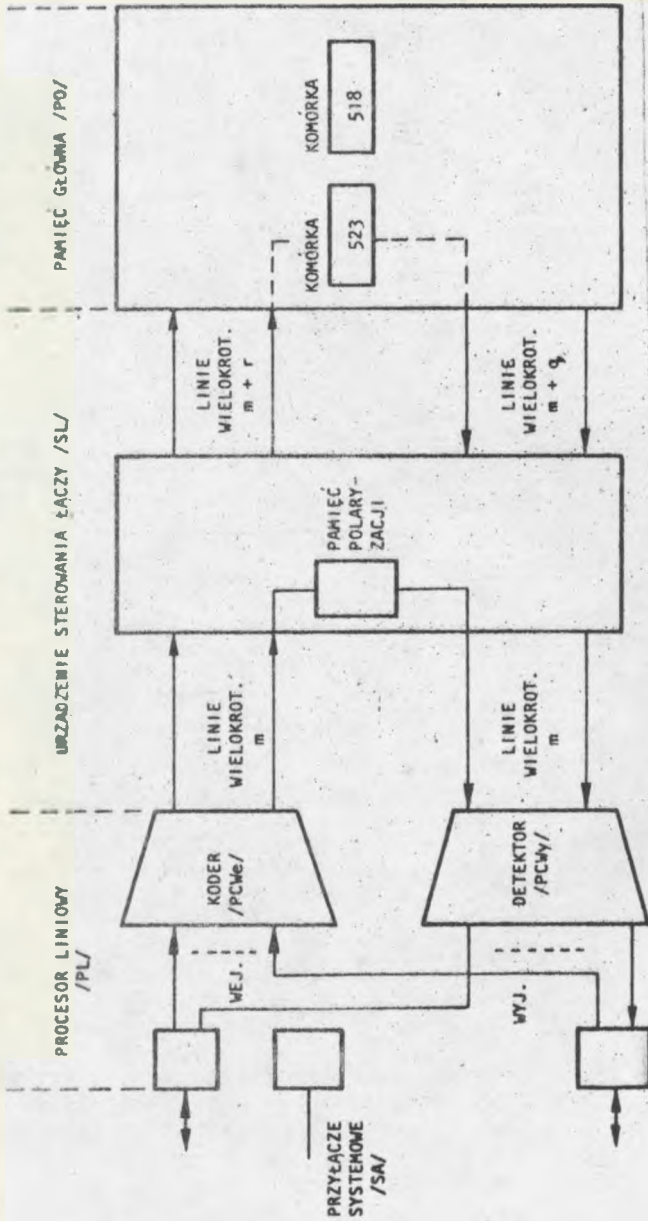 PROCESOR LINIOWY
/PL/
URZĄDZENIE STEROWANIA ŁĄCZY /SL/
PAMIĘĆ GŁÓWNA /PO/
KODER
/PCWe/
LINIE
WIELOKROT.
m
LINIE
WIELOKROT.
m + r
KOMÓRKA
523
KOMÓRKA
518
WEJ.
PAMIĘĆ
POLARY-
ZACJI
PRZYŁĄCZE
SYSTEMOWE
/SA/
WYJ.
DETEKTOR
/PCWy/
LINIE
WIELOKROT.
m
LINIE
WIELOKROT.
m + q